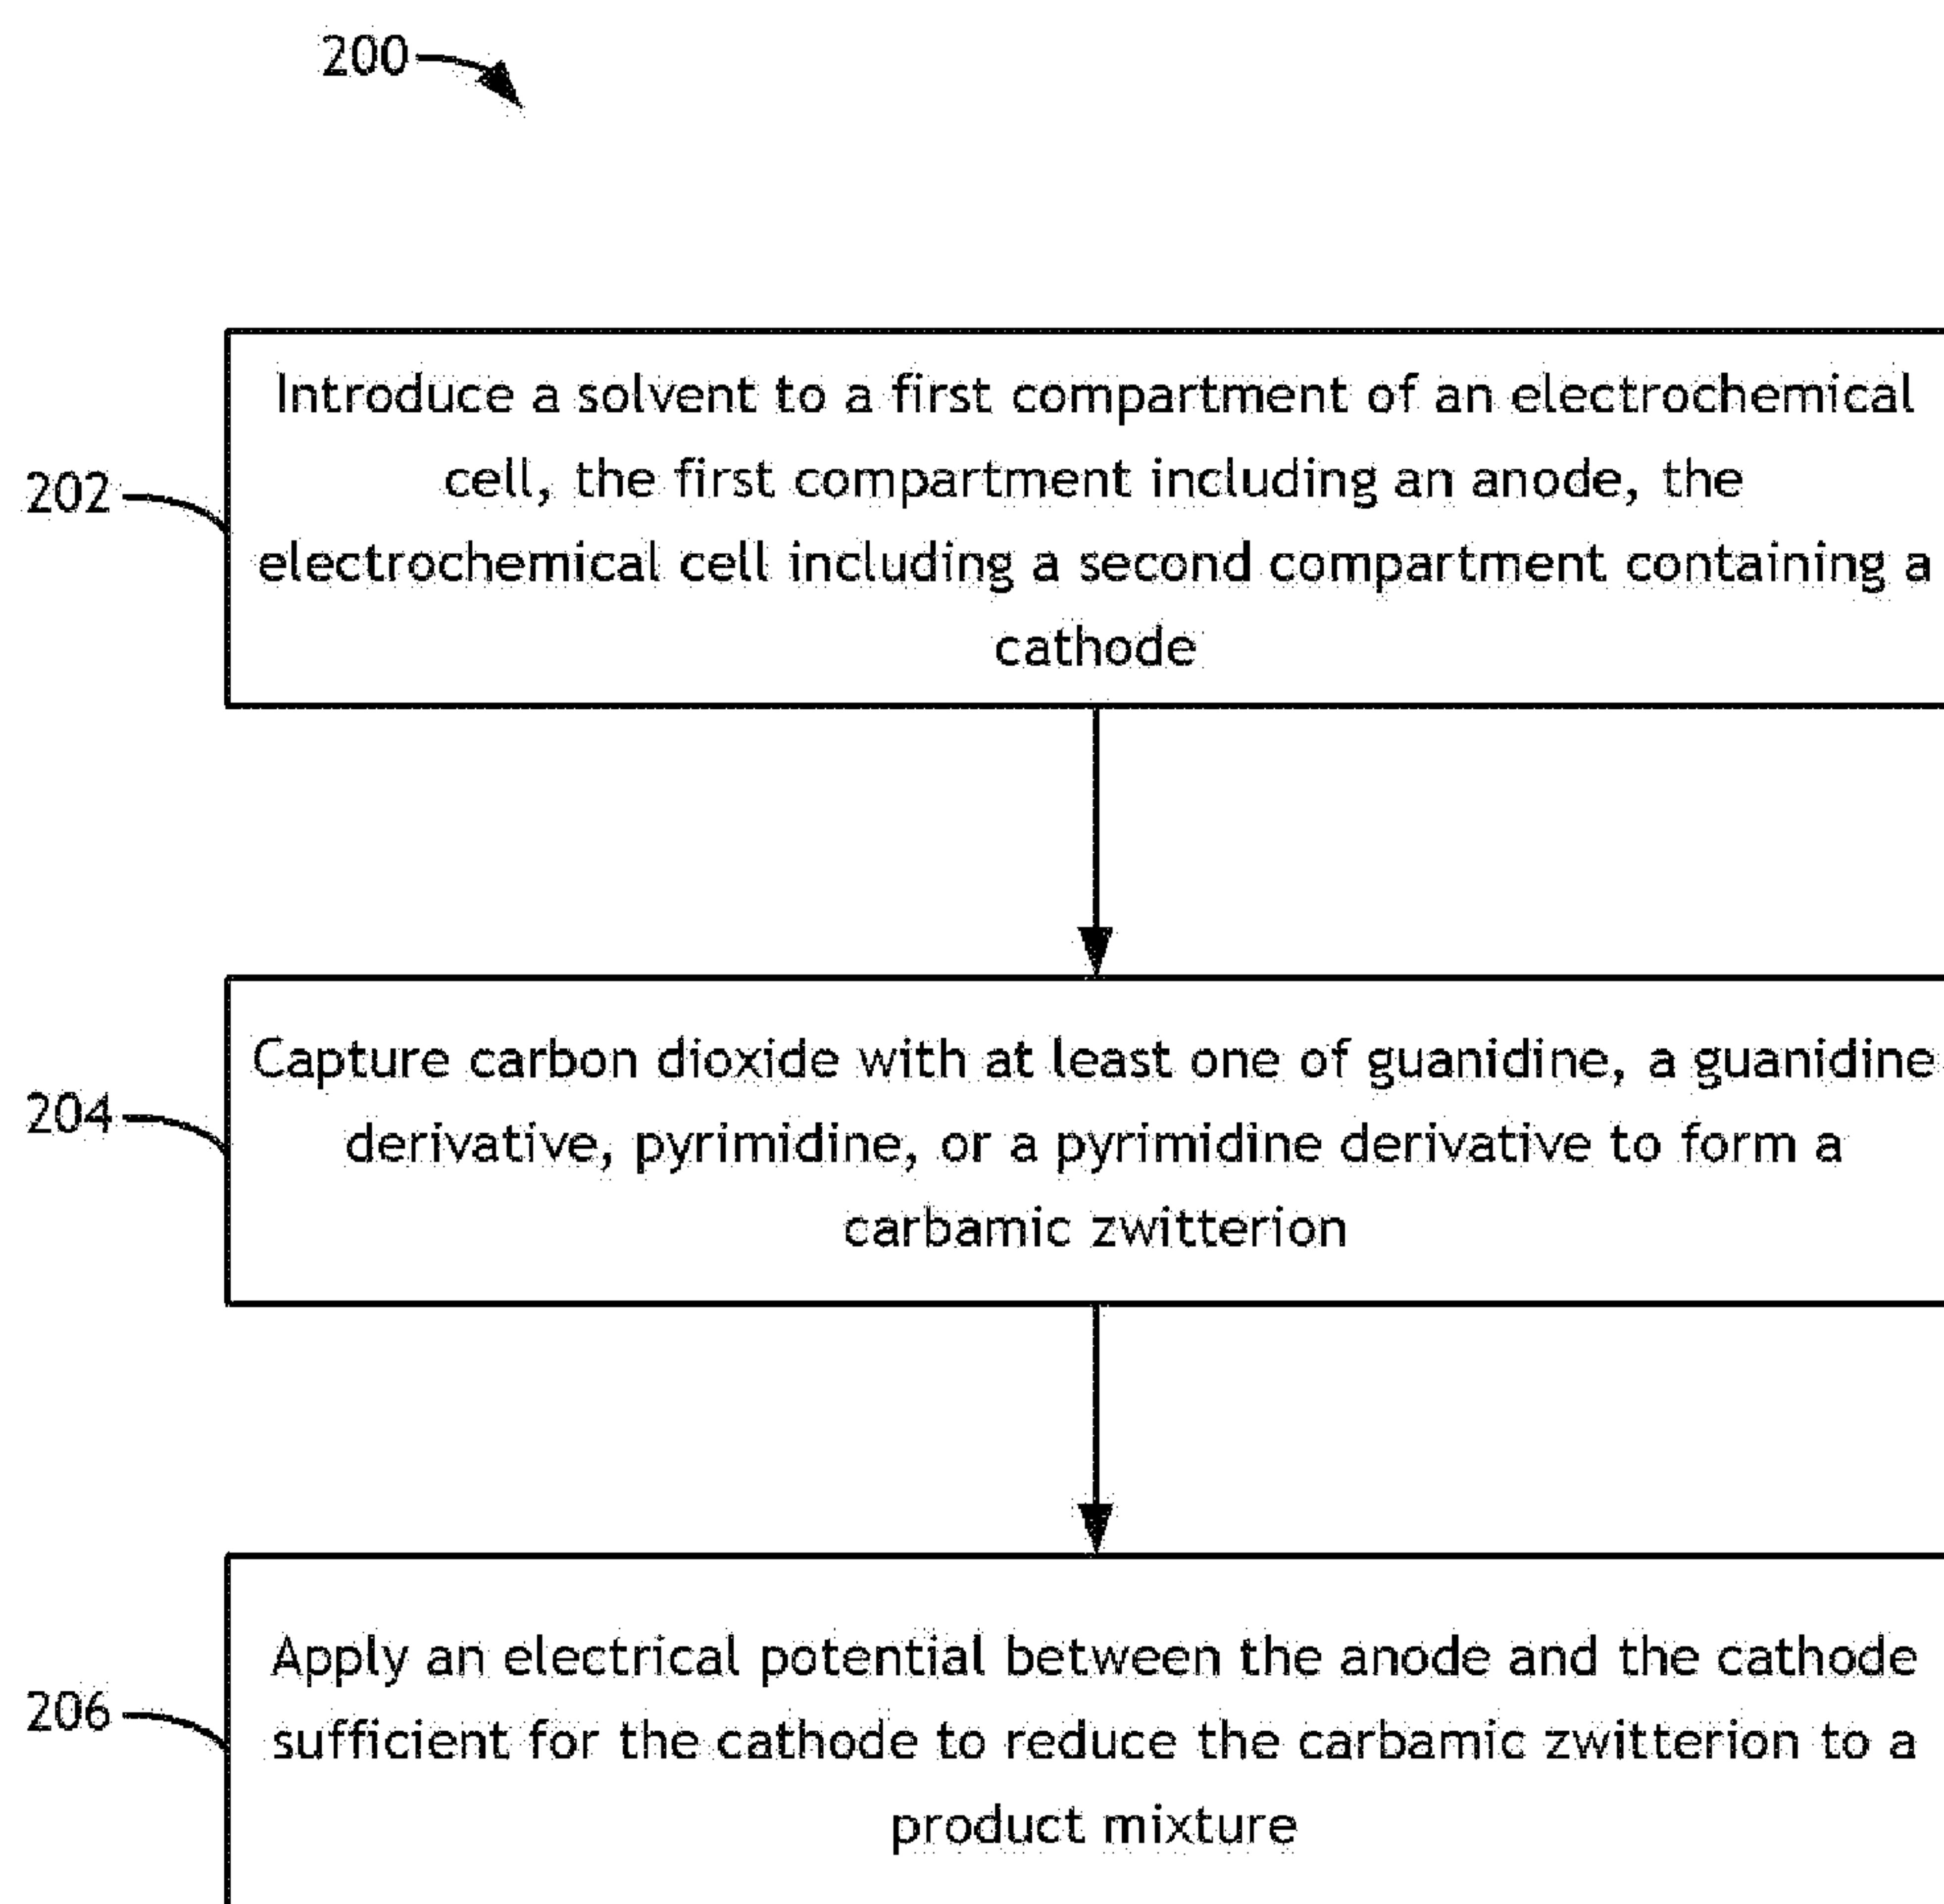 200
Introduce a solvent to a first compartment of an electrochemical
cell, the first compartment including an anode, the
202
electrochemical cell including a second compartment containing a
cathode
Capture carbon dioxide with at least one of guanidine, a guanidine
204
derivative, pyrimidine, or a pyrimidine derivative to form a
carbamic zwitterion
Apply an electrical potential between the anode and the cathode
206
sufficient for the cathode to reduce the carbamic zwitterion to a
product mixture